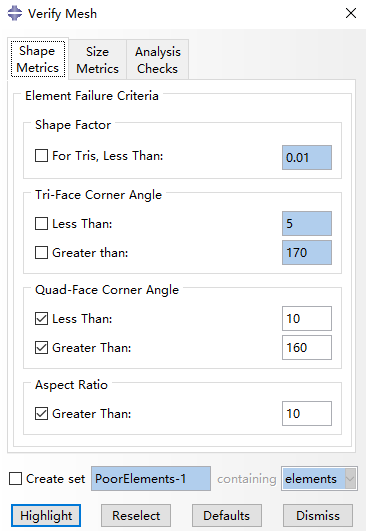 Verify Mesh
Shape Metrics
Size Metrics
Analysis Checks
Element Failure Criteria
Shape Factor
For Tris, Less Than: 0.01
Tri-Face Corner Angle
Less Than: 5
Greater than: 170
Quad-Face Corner Angle
Less Than: 10
Greater Than: 160
Aspect Ratio
Greater Than: 10
Create set PoorElements-1 containing elements
Highlight Reselect Defaults Dismiss